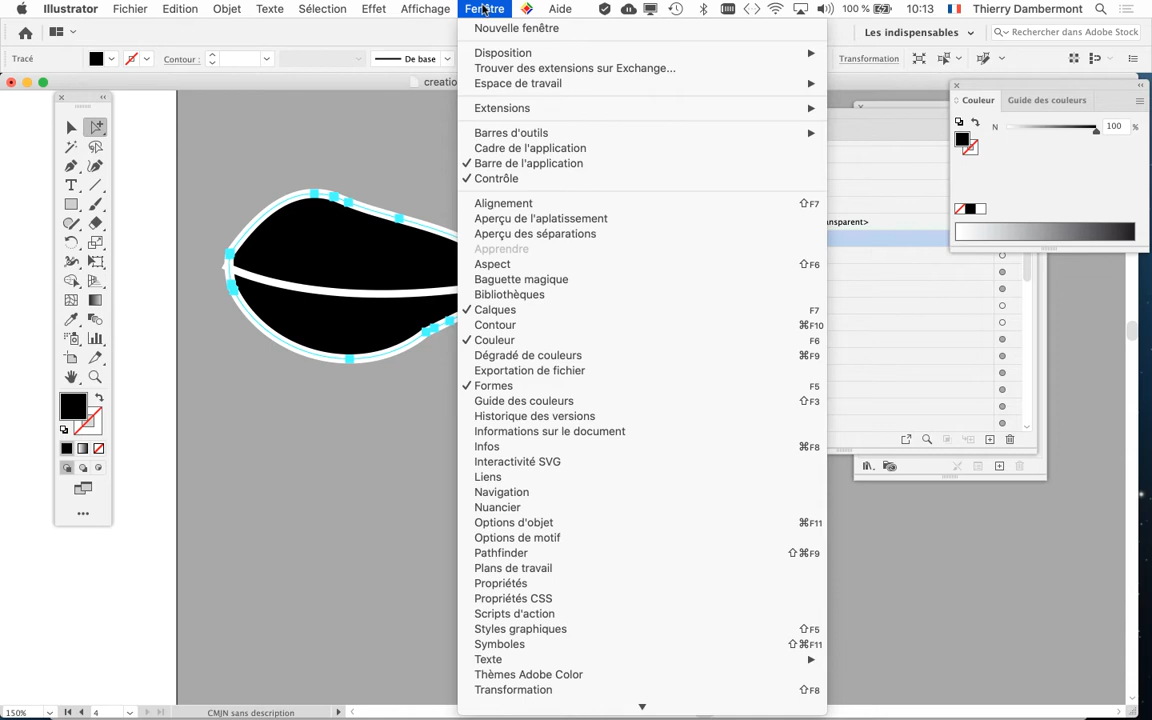 Illustrator Fichier Edition Objet Texte Sélection Effet Affichage Fenêtre Aide 100 % 10:13 Thierry Dambermont
Les indispensables Rechercher dans Adobe Stock
Tracé Contour : De base Transformation
creatio
Nouvelle fenêtre
Disposition
Trouver des extensions sur Exchange...
Espace de travail
Extensions
Barres d'outils
Cadre de l'application
Barre de l'application
Contrôle
Alignement ⇧F7
Aperçu de l'aplatissement
Aperçu des séparations
Apprendre
Aspect ⇧F6
Baguette magique
Bibliothèques
Calques F7
Contour ⌘F10
Couleur F6
Dégradé de couleurs ⌘F9
Exportation de fichier
Formes F5
Guide des couleurs ⇧F3
Historique des versions
Informations sur le document
Infos ⌘F8
Interactivité SVG
Liens
Navigation
Nuancier
Options d'objet ⌘F11
Options de motif
Pathfinder ⇧⌘F9
Plans de travail
Propriétés
Propriétés CSS
Scripts d'action
Styles graphiques ⇧F5
Symboles ⇧⌘F11
Texte
Thèmes Adobe Color
Transformation ⇧F8
Couleur Guide des couleurs
N 100 %
nsparent>
150% 4 CMJN sans description